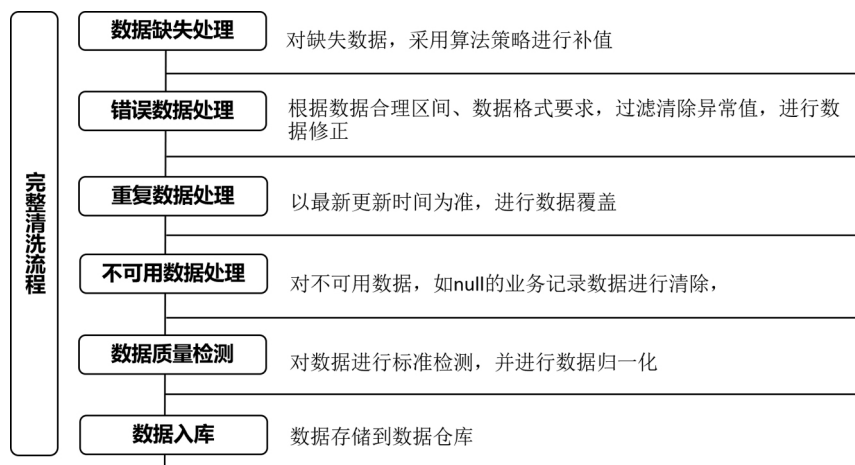 完整清洗流程
数据缺失处理
对缺失数据，采用算法策略进行补值
错误数据处理
根据数据合理区间、数据格式要求，过滤清除异常值，进行数
据修正
重复数据处理
以最新更新时间为准，进行数据覆盖
不可用数据处理
对不可用数据，如null的业务记录数据进行清除，
数据质量检测
对数据进行标准检测，并进行数据归一化
数据入库
数据存储到数据仓库